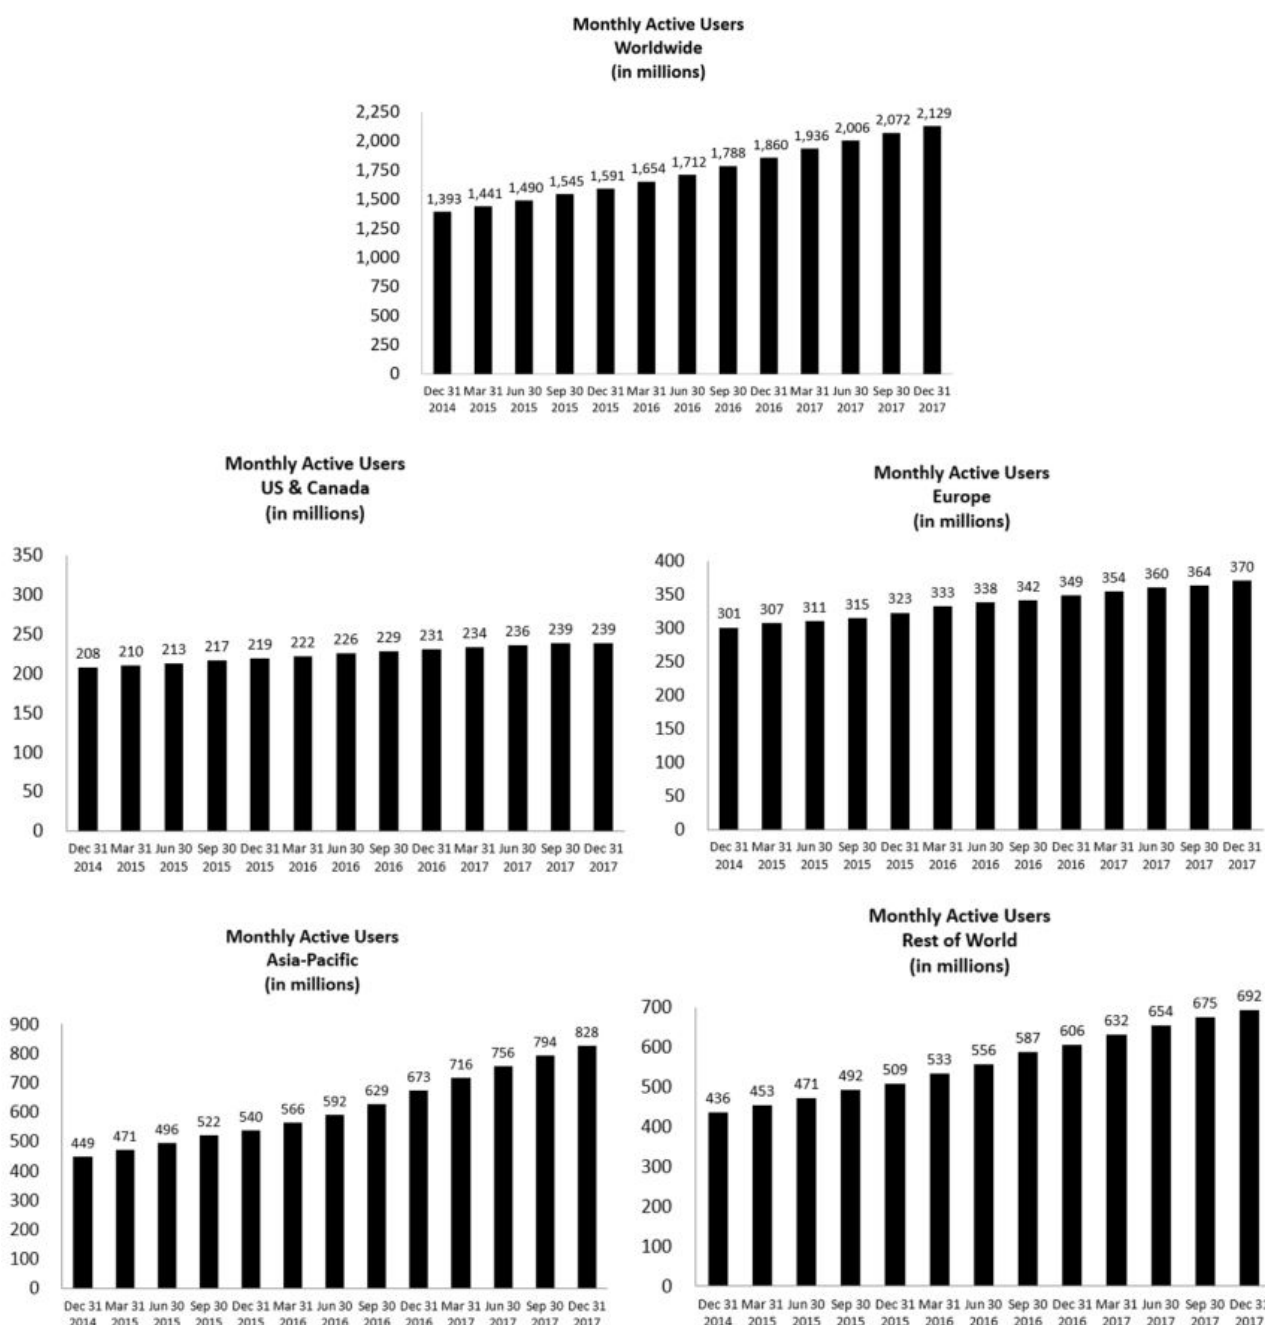 Monthly Active Users
Worldwide
(in millions)
2,250
2,000
1,750
1,500
1,250
1,000
750
500
250
0
1,393 1,441 1,490 1,545 1,591 1,654 1,712 1,788 1,860 1,936 2,006 2,072 2,129
Dec 31 Mar 31 Jun 30 Sep 30 Dec 31 Mar 31 Jun 30 Sep 30 Dec 31 Mar 31 Jun 30 Sep 30 Dec 31
2014 2015 2015 2015 2015 2016 2016 2016 2016 2017 2017 2017 2017
Monthly Active Users
US & Canada
(in millions)
350
300
250
200
150
100
50
0
208 210 213 217 219 222 226 229 231 234 236 239 239
Dec 31 Mar 31 Jun 30 Sep 30 Dec 31 Mar 31 Jun 30 Sep 30 Dec 31 Mar 31 Jun 30 Sep 30 Dec 31
2014 2015 2015 2015 2015 2016 2016 2016 2016 2017 2017 2017 2017
Monthly Active Users
Europe
(in millions)
400
350
300
250
200
150
100
50
0
301 307 311 315 323 333 338 342 349 354 360 364 370
Dec 31 Mar 31 Jun 30 Sep 30 Dec 31 Mar 31 Jun 30 Sep 30 Dec 31 Mar 31 Jun 30 Sep 30 Dec 31
2014 2015 2015 2015 2015 2016 2016 2016 2016 2017 2017 2017 2017
Monthly Active Users
Asia-Pacific
(in millions)
900
800
700
600
500
400
300
200
100
0
449 471 496 522 540 566 592 629 673 716 756 794 828
Dec 31 Mar 31 Jun 30 Sep 30 Dec 31 Mar 31 Jun 30 Sep 30 Dec 31 Mar 31 Jun 30 Sep 30 Dec 31
2014 2015 2015 2015 2015 2016 2016 2016 2016 2017 2017 2017 2017
Monthly Active Users
Rest of World
(in millions)
700
600
500
400
300
200
100
0
436 453 471 492 509 533 556 587 606 632 654 675 692
Dec 31 Mar 31 Jun 30 Sep 30 Dec 31 Mar 31 Jun 30 Sep 30 Dec 31 Mar 31 Jun 30 Sep 30 Dec 31
2014 2015 2015 2015 2015 2016 2016 2016 2016 2017 2017 2017 2017